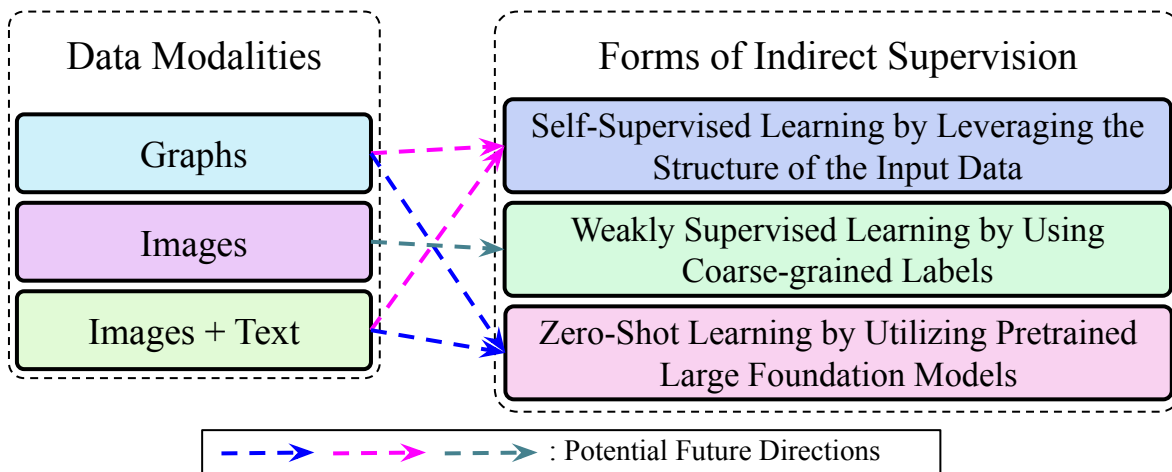 Data Modalities
Graphs
Images
Images + Text
Forms of Indirect Supervision
Self-Supervised Learning by Leveraging the
Structure of the Input Data
Weakly Supervised Learning by Using
Coarse-grained Labels
Zero-Shot Learning by Utilizing Pretrained
Large Foundation Models
: Potential Future Directions